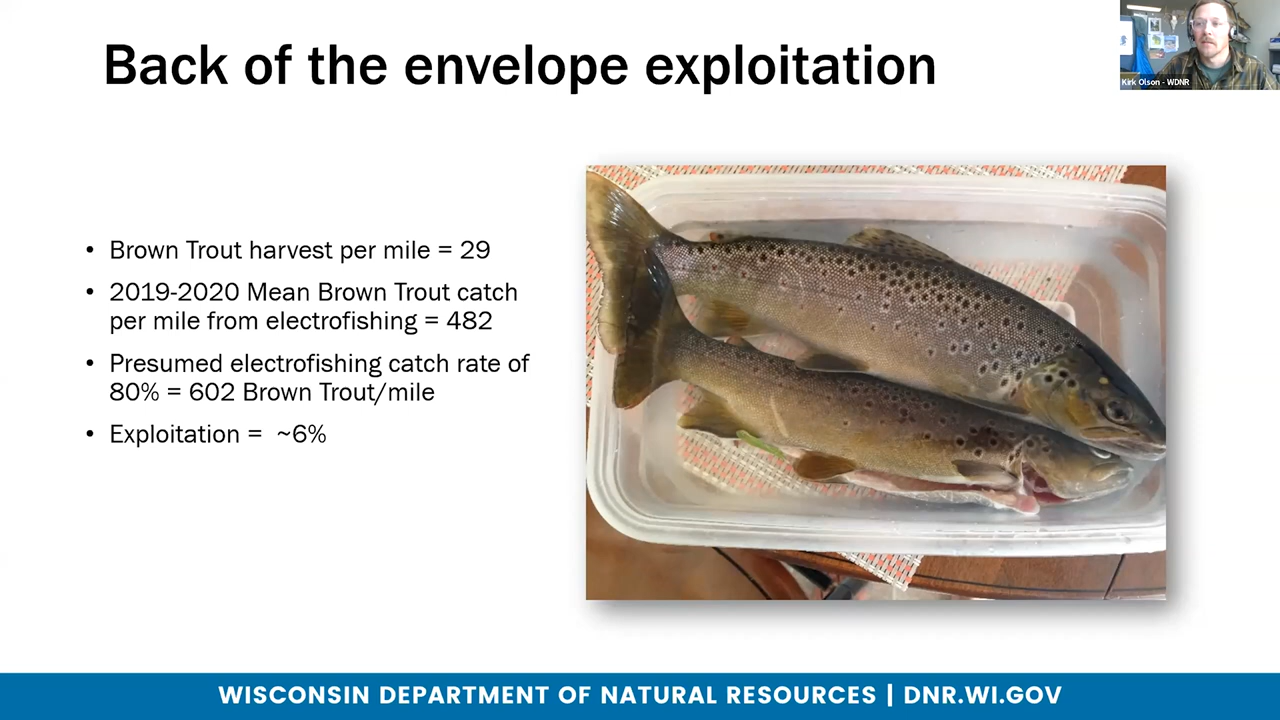 Back of the envelope exploitation
Kirk Olson - WDNR
• Brown Trout harvest per mile = 29
• 2019-2020 Mean Brown Trout catch
per mile from electrofishing = 482
• Presumed electrofishing catch rate of
80% = 602 Brown Trout/mile
• Exploitation = ~6%
WISCONSIN DEPARTMENT OF NATURAL RESOURCES | DNR.WI.GOV